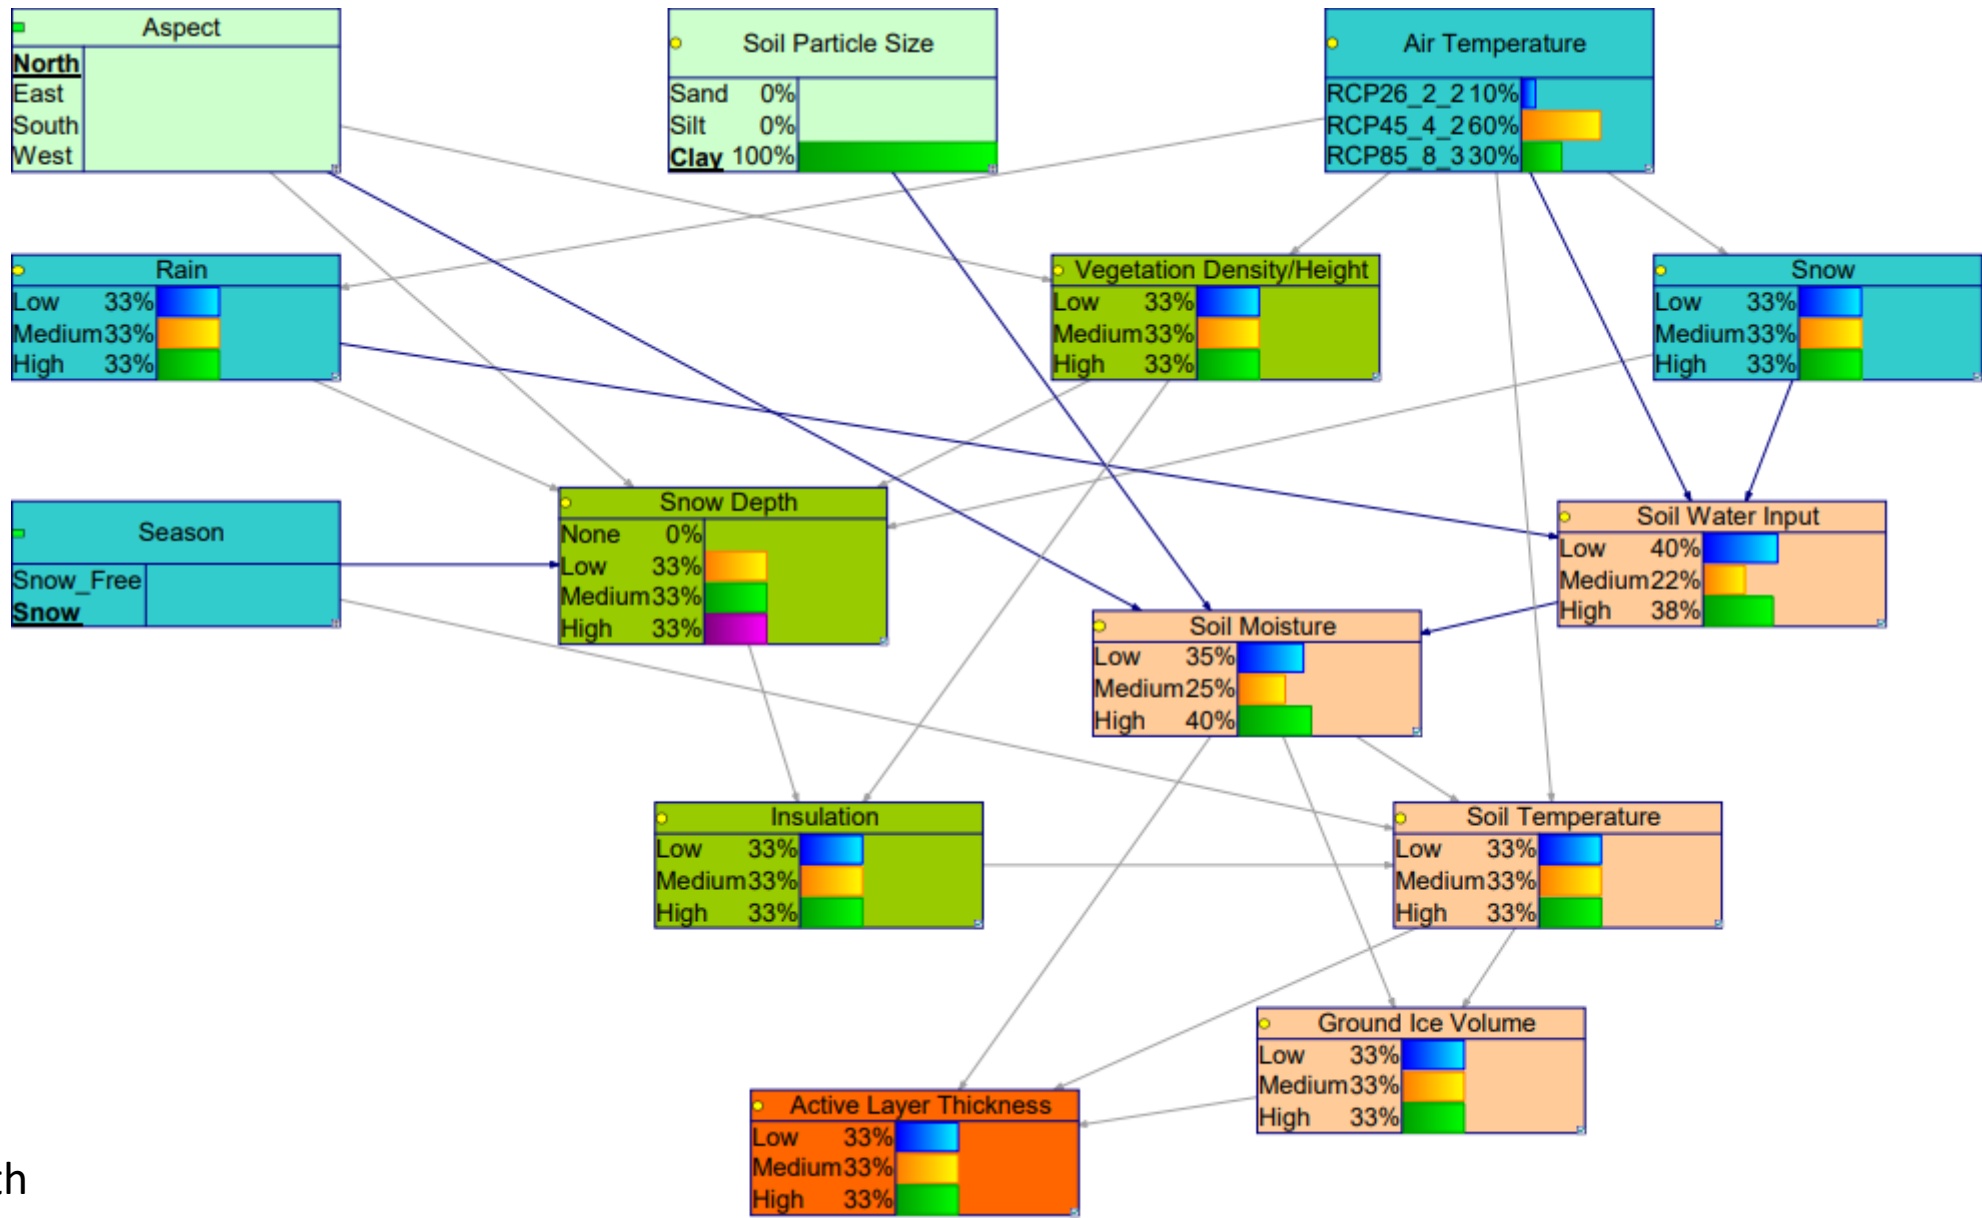 Aspect
North
East
South
West
Soil Particle Size
Sand 0%
Silt 0%
Clay 100%
Air Temperature
RCP26_2_2 10%
RCP45_4_2 60%
RCP85_8_3 30%
Rain
Low 33%
Medium 33%
High 33%
Vegetation Density/Height
Low 33%
Medium 33%
High 33%
Snow
Low 33%
Medium 33%
High 33%
Season
Snow_Free
Snow
Snow Depth
None 0%
Low 33%
Medium 33%
High 33%
Soil Water Input
Low 40%
Medium 22%
High 38%
Soil Moisture
Low 35%
Medium 25%
High 40%
Insulation
Low 33%
Medium 33%
High 33%
Soil Temperature
Low 33%
Medium 33%
High 33%
Ground Ice Volume
Low 33%
Medium 33%
High 33%
Active Layer Thickness
Low 33%
Medium 33%
High 33%